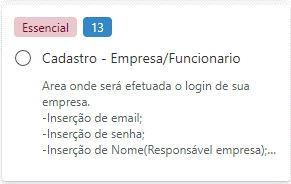 Essencial 13
Cadastro - Empresa/Funcionario
Area onde será efetuada o login de sua
empresa.
-Inserção de email;
-Inserção de senha;
-Inserção de Nome(Responsável empresa);...